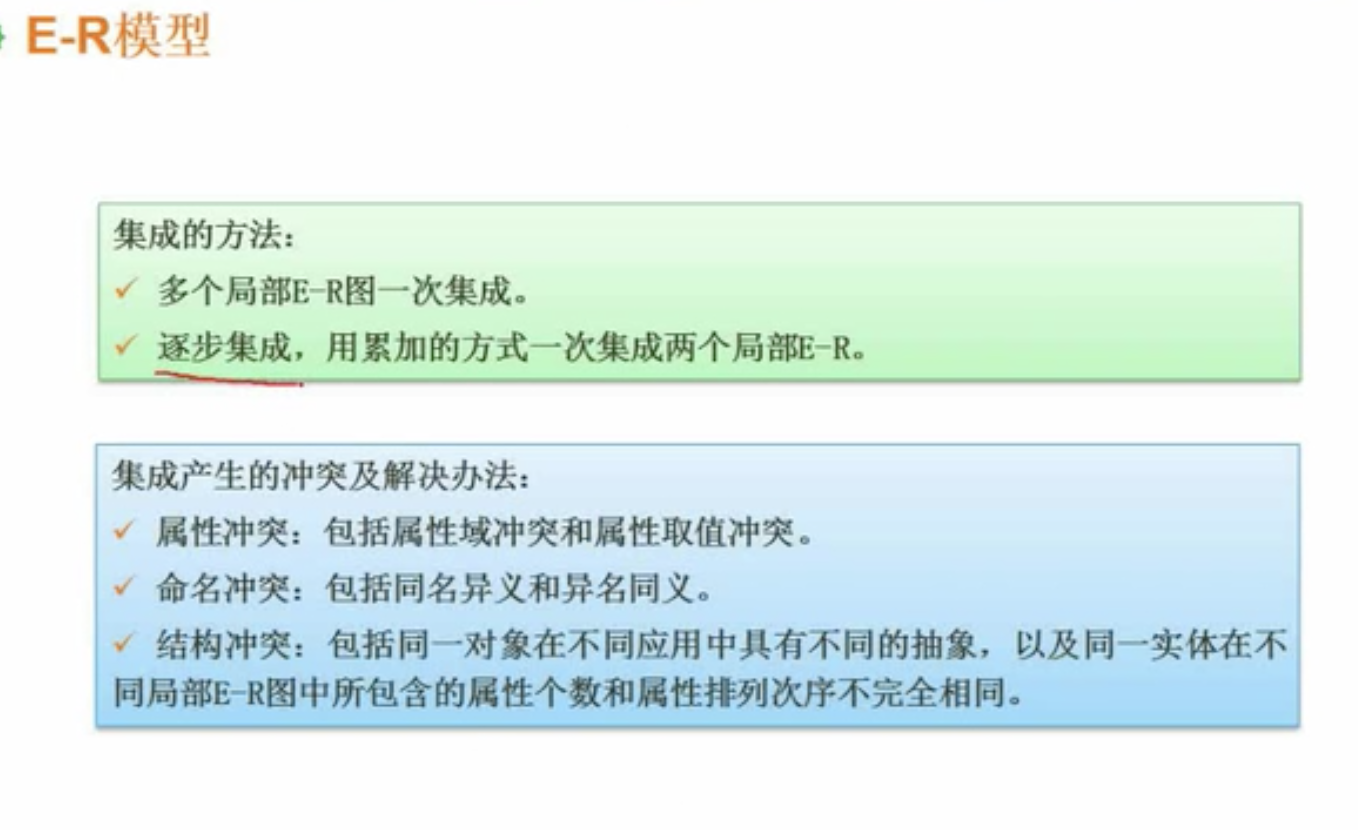 E-R模型
集成的方法：
✓ 多个局部E-R图一次集成。
✓ 逐步集成，用累加的方式一次集成两个局部E-R。
集成产生的冲突及解决办法：
✓ 属性冲突：包括属性域冲突和属性取值冲突。
✓ 命名冲突：包括同名异义和异名同义。
✓ 结构冲突：包括同一对象在不同应用中具有不同的抽象，以及同一实体在不
同局部E-R图中所包含的属性个数和属性排列次序不完全相同。